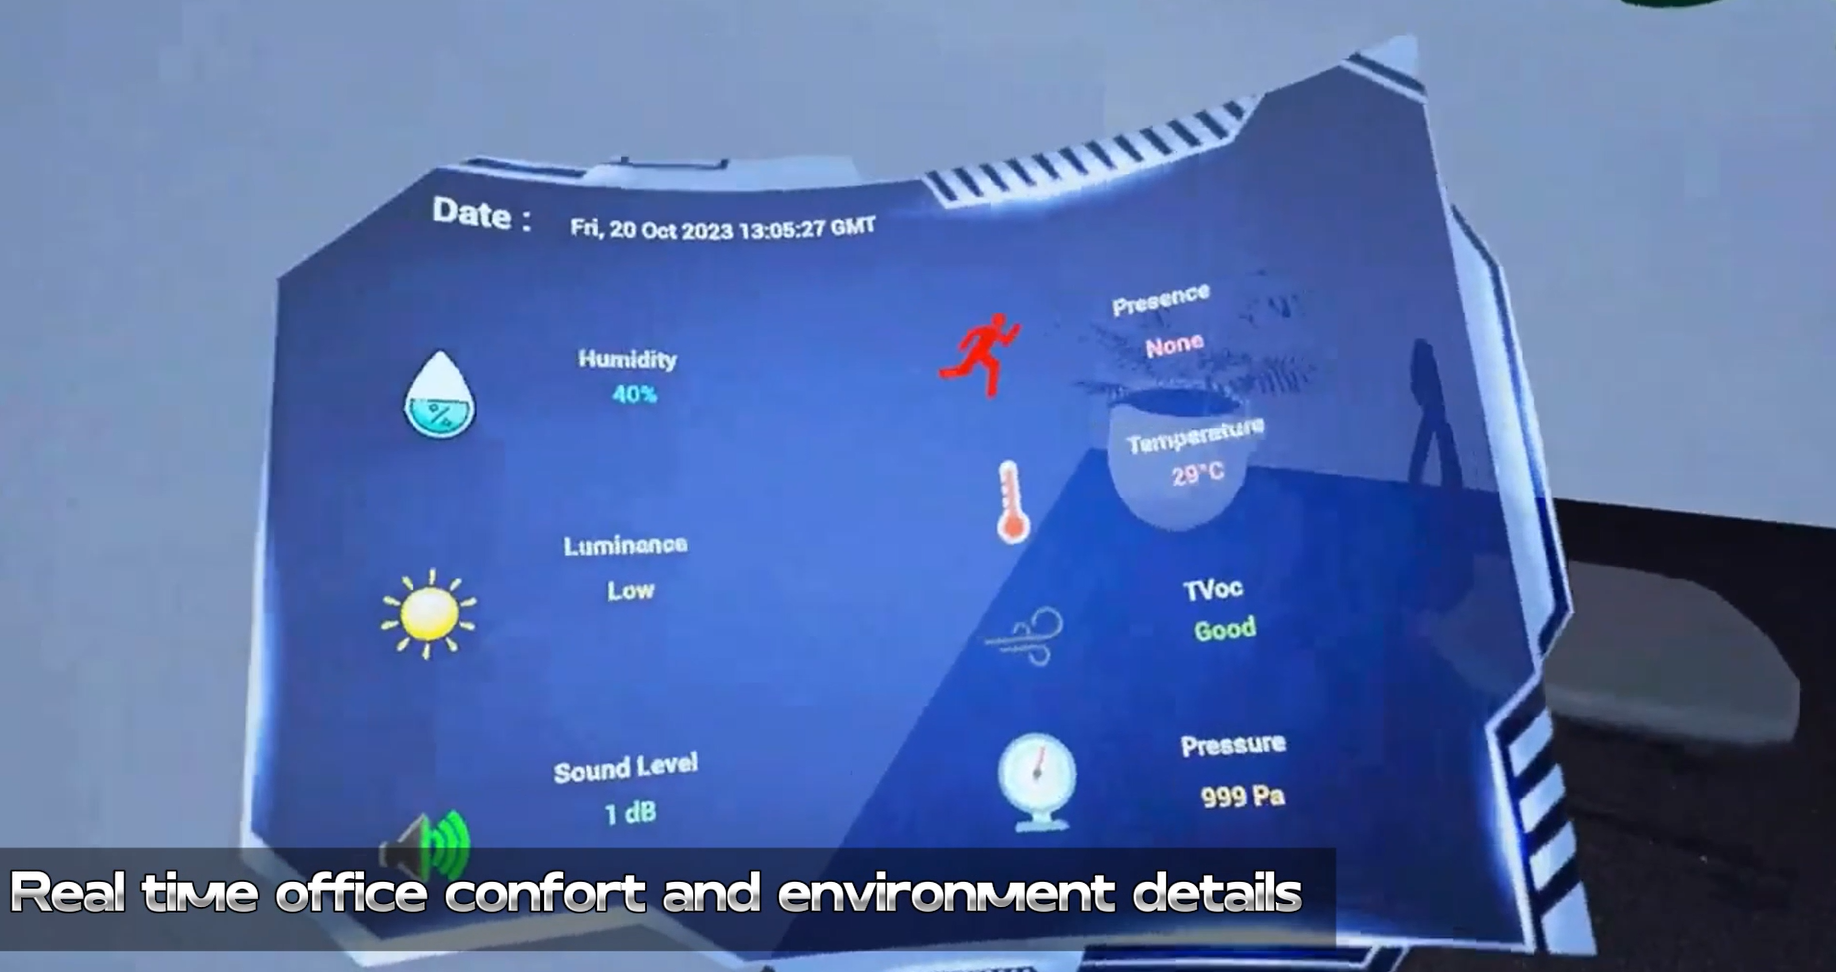 Date :
Fri, 20 Oct 2023 13:05:27 GMT
Humidity
40%
Luminance
Low
Sound Level
1 dB
Presence
None
Temperature
29°C
TVoc
Good
Pressure
999 Pa
Real time office confort and environment details